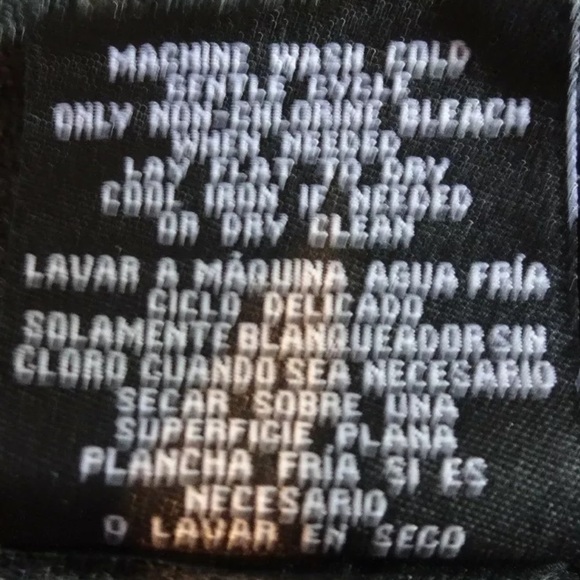 MACHINE WASH COLD
GENTLE CYCLE
ONLY NON-CHLORINE BLEACH
WHEN NEEDED
LAY FLAT TO DRY
COOL IRON IF NEEDED
OR DRY CLEAN
LAVAR A MÁQUINA AGUA FRÍA
CICLO DELICADO
SOLAMENTE BLANQUEADOR SIN
CLORO CUANDO SEA NECESARIO
SECAR SOBRE UNA
SUPERFICIE PLANA
PLANCHA FRÍA SI ES
NECESARIO
O LAVAR EN SECO